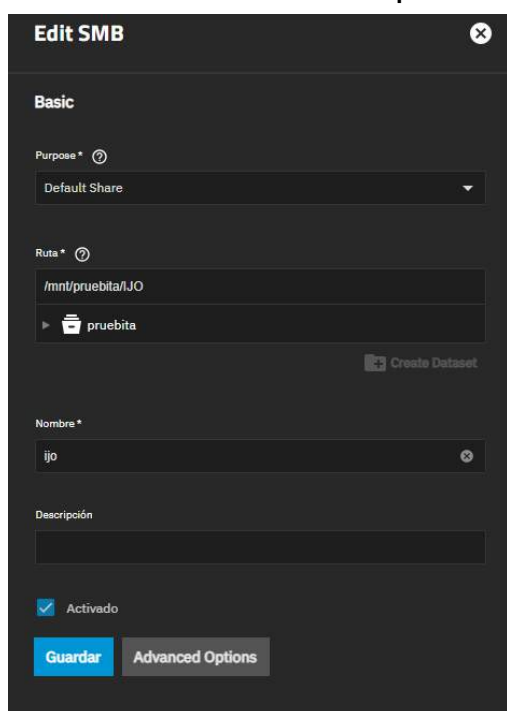 Edit SMB
Basic
Purpose *
Default Share
Ruta *
/mnt/pruebita/IJO
pruebita
Create Dataset
Nombre *
ijo
Descripción
Activado
Guardar Advanced Options